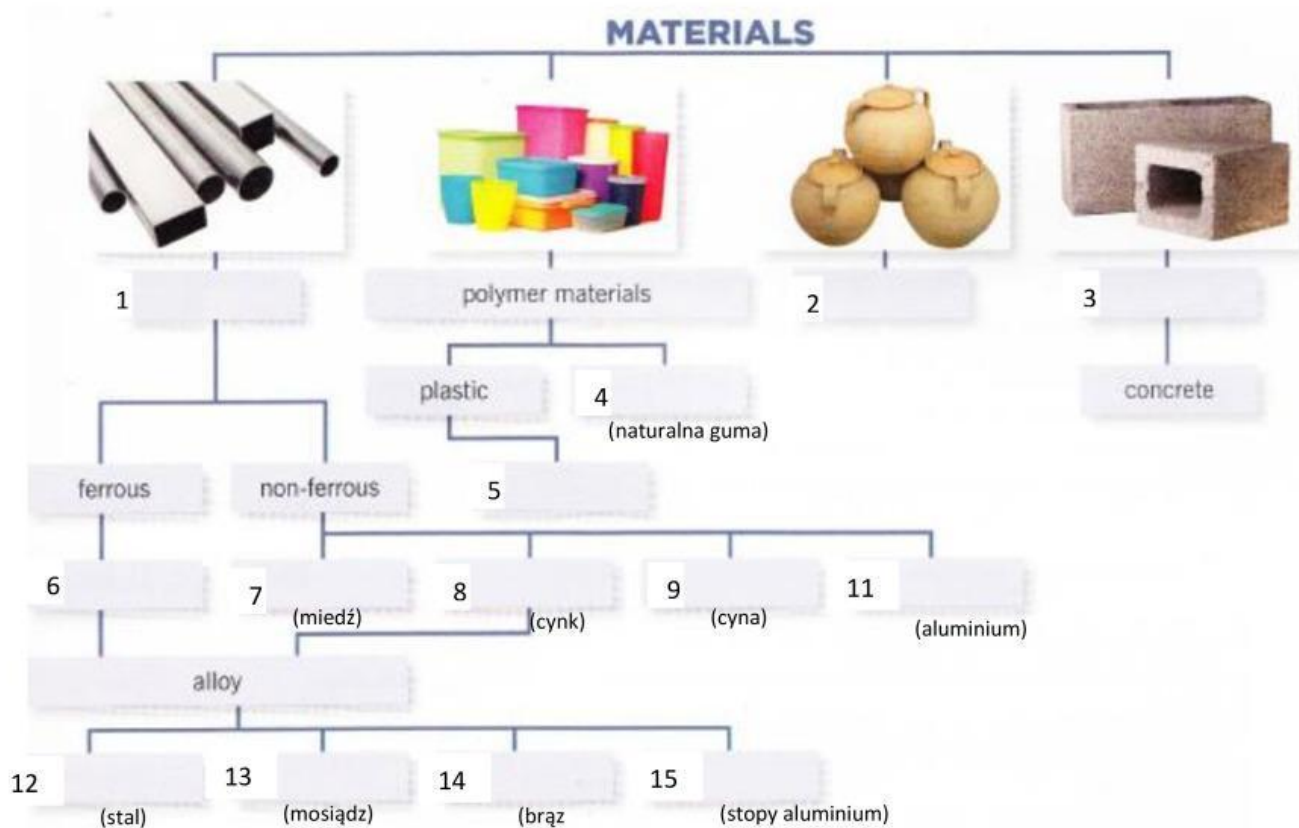 MATERIALS
1
polymer materials
2
3
plastic
4
(naturalna guma)
concrete
ferrous
non-ferrous
5
6
7
(miedź)
8
(cynk)
9
(cyna)
11
(aluminium)
alloy
12
(stal)
13
(mosiądz)
14
(brąz
15
(stopy aluminium)